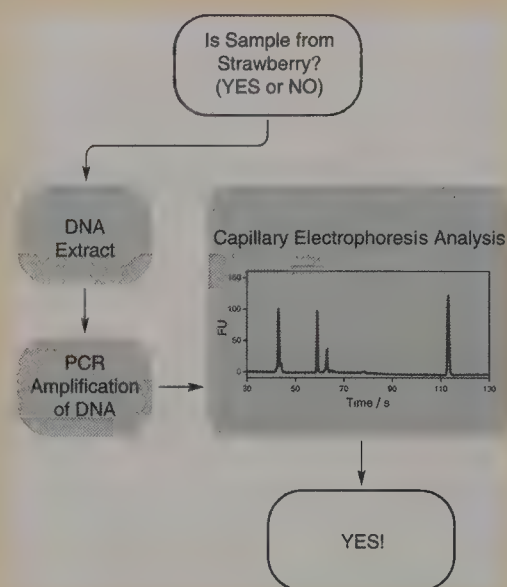 Is Sample from
Strawberry?
(YES or NO)
DNA
Extract
PCR
Amplification
of DNA
Capillary Electrophoresis Analysis
150
100
50
0
FU
30 50 70 90 110 130
Time / s
YES!